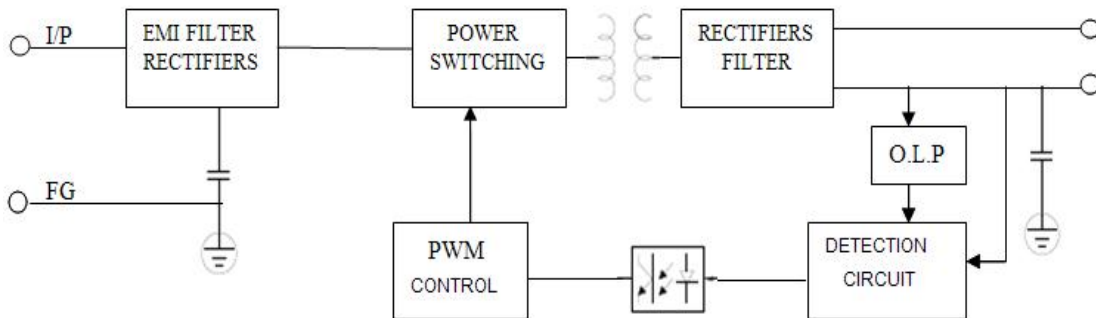 I/P
EMI FILTER
RECTIFIERS
POWER
SWITCHING
RECTIFIERS
FILTER
O.L.P
FG
PWM
CONTROL
DETECTION
CIRCUIT